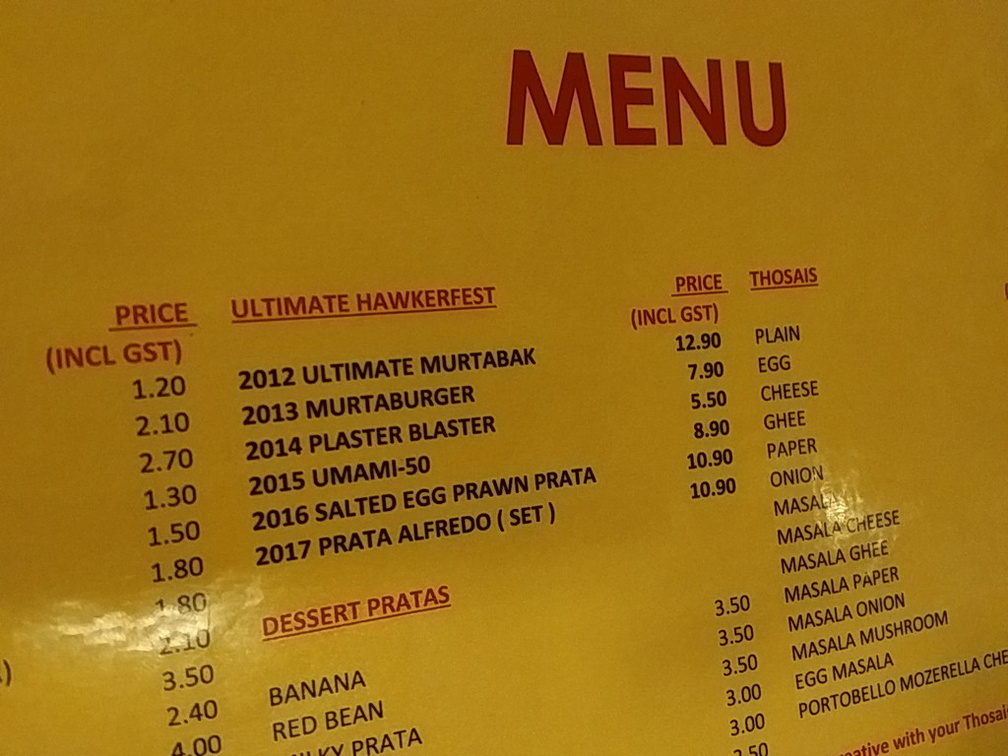 MENU
PRICE
(INCL GST)
1.20
2.10
2.70
1.30
1.50
1.80
1.80
2.10
3.50
2.40
4.00
ULTIMATE HAWKERFEST
2012 ULTIMATE MURTABAK
2013 MURTABURGER
2014 PLASTER BLASTER
2015 UMAMI-50
2016 SALTED EGG PRAWN PRATA
2017 PRATA ALFREDO ( SET )
DESSERT PRATAS
BANANA
RED BEAN
PRATA
PRICE
(INCL GST)
12.90
7.90
5.50
8.90
10.90
10.90
3.50
3.50
3.50
3.00
3.00
THOSAIS
PLAIN
EGG
CHEESE
GHEE
PAPER
ONION
MASALA
MASALA CHEESE
MASALA GHEE
MASALA PAPER
MASALA ONION
MASALA MUSHROOM
EGG MASALA
PORTOBELLO MOZERELLA
with your